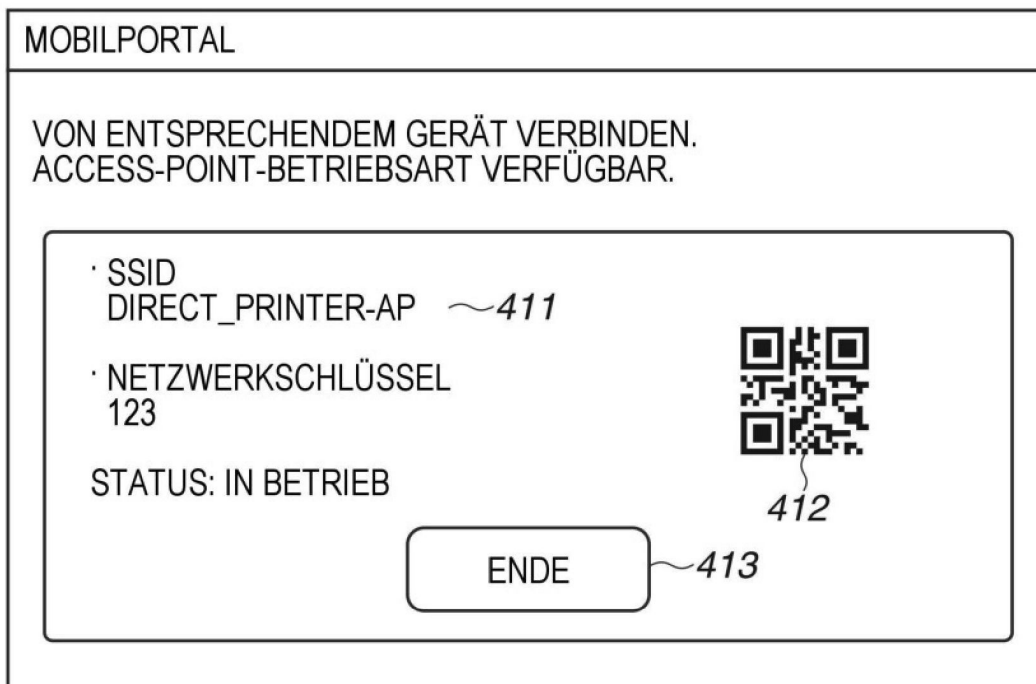 MOBILPORTAL
VON ENTSPRECHENDEM GERÄT VERBINDEN.
ACCESS-POINT-BETRIEBSART VERFÜGBAR.
· SSID
DIRECT_PRINTER-AP 411
· NETZWERKSCHLÜSSEL
123
STATUS: IN BETRIEB
412
ENDE 413